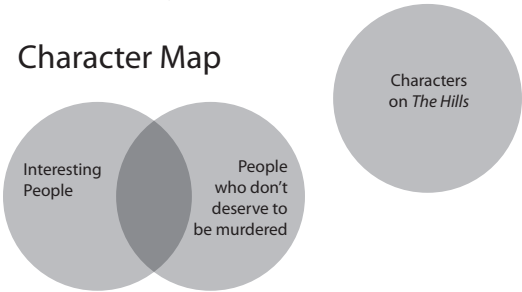 Character Map
Characters
on The Hills
Interesting
People
People
who don't
deserve to
be murdered